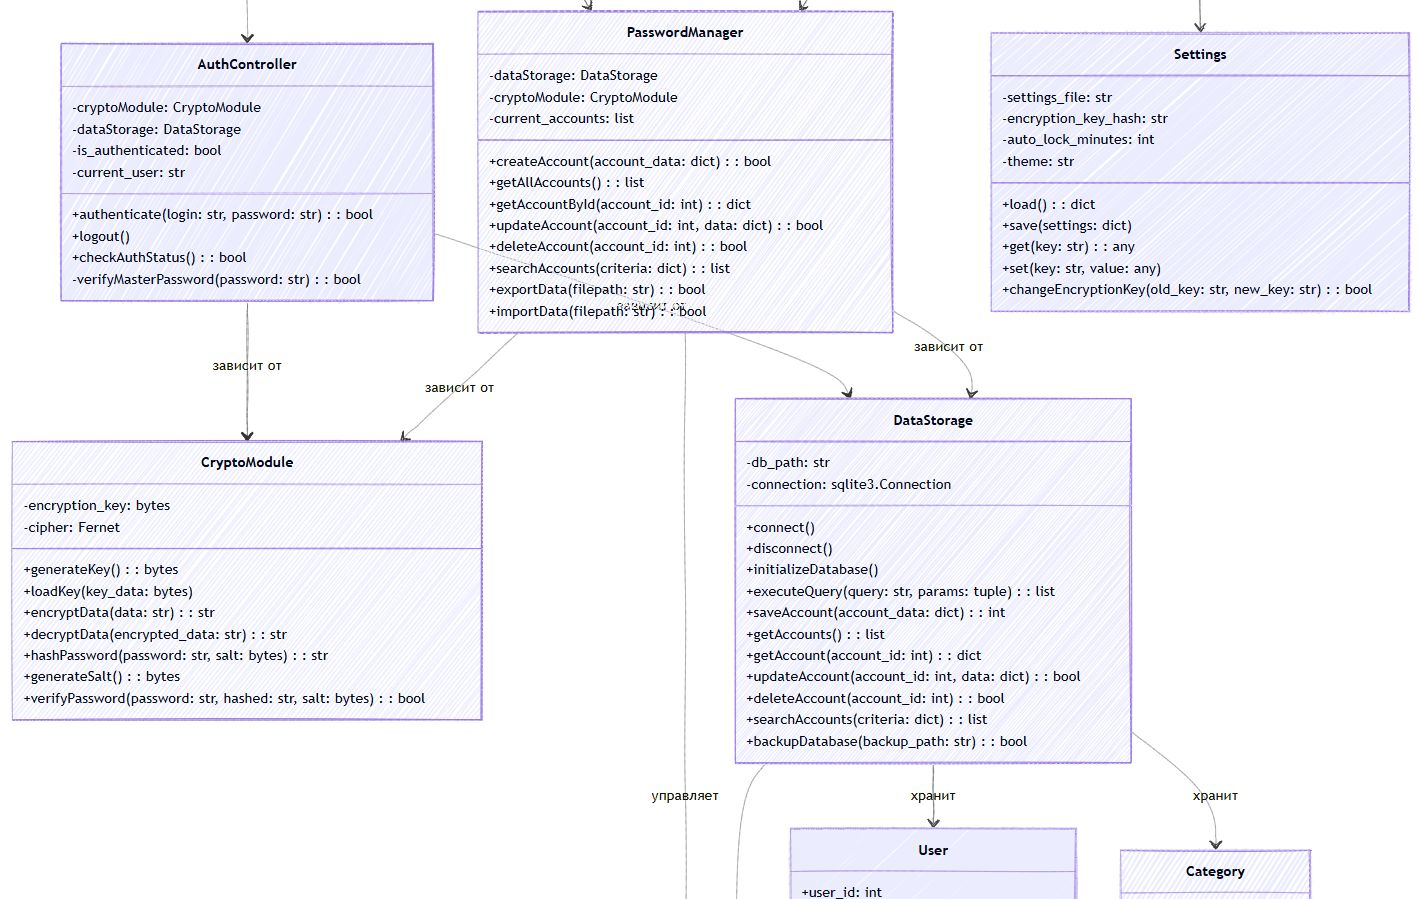 AuthController
-cryptoModule: CryptoModule
-dataStorage: DataStorage
-is_authenticated: bool
-current_user: str
+authenticate(login: str, password: str) : : bool
+logout()
+checkAuthStatus() : : bool
-verifyMasterPassword(password: str) : : bool
PasswordManager
-dataStorage: DataStorage
-cryptoModule: CryptoModule
-current_accounts: list
+createAccount(account_data: dict) : : bool
+getAllAccounts() : : list
+getAccountById(account_id: int) : : dict
+updateAccount(account_id: int, data: dict) : : bool
+deleteAccount(account_id: int) : : bool
+searchAccounts(criteria: dict) : : list
+exportData(filepath: str) : : bool
зависит от
+importData(filepath: str) : : bool
Settings
-settings_file: str
-encryption_key_hash: str
-auto_lock_minutes: int
-theme: str
+load() : : dict
+save(settings: dict)
+get(key: str) : : any
+set(key: str, value: any)
+changeEncryptionKey(old_key: str, new_key: str) : : bool
зависит от
зависит от
зависит от
CryptoModule
-encryption_key: bytes
-cipher: Fernet
+generateKey() : : bytes
+loadKey(key_data: bytes)
+encryptData(data: str) : : str
+decryptData(encrypted_data: str) : : str
+hashPassword(password: str, salt: bytes) : : str
+generateSalt() : : bytes
+verifyPassword(password: str, hashed: str, salt: bytes) : : bool
DataStorage
-db_path: str
-connection: sqlite3.Connection
+connect()
+disconnect()
+initializeDatabase()
+executeQuery(query: str, params: tuple) : : list
+saveAccount(account_data: dict) : : int
+getAccounts() : : list
+getAccount(account_id: int) : : dict
+updateAccount(account_id: int, data: dict) : : bool
+deleteAccount(account_id: int) : : bool
+searchAccounts(criteria: dict) : : list
+backupDatabase(backup_path: str) : : bool
управляет
хранит
хранит
User
+user_id: int
Category